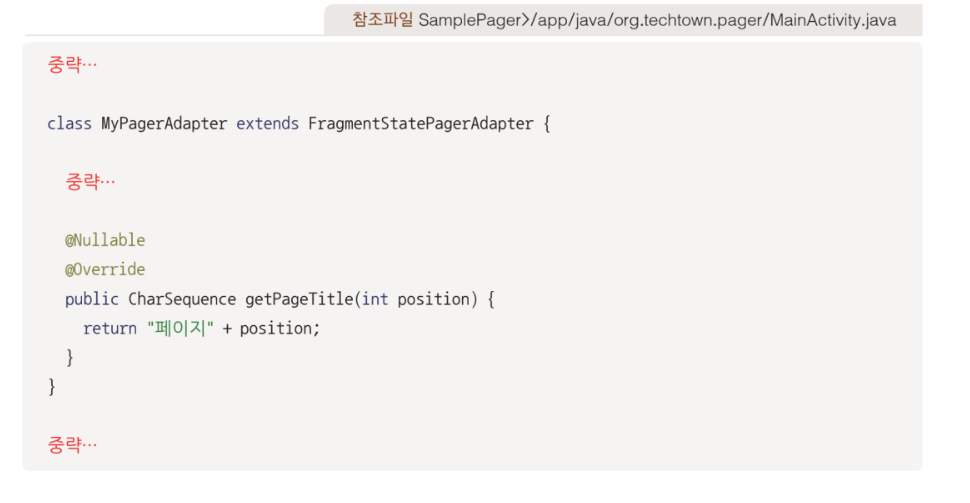 참조파일 SamplePager>/app/java/org.techtown.pager/MainActivity.java
중략…
class MyPagerAdapter extends FragmentStatePagerAdapter {
중략…
@Nullable
@Override
public CharSequence getPageTitle(int position) {
return "페이지" + position;
}
}
중략…